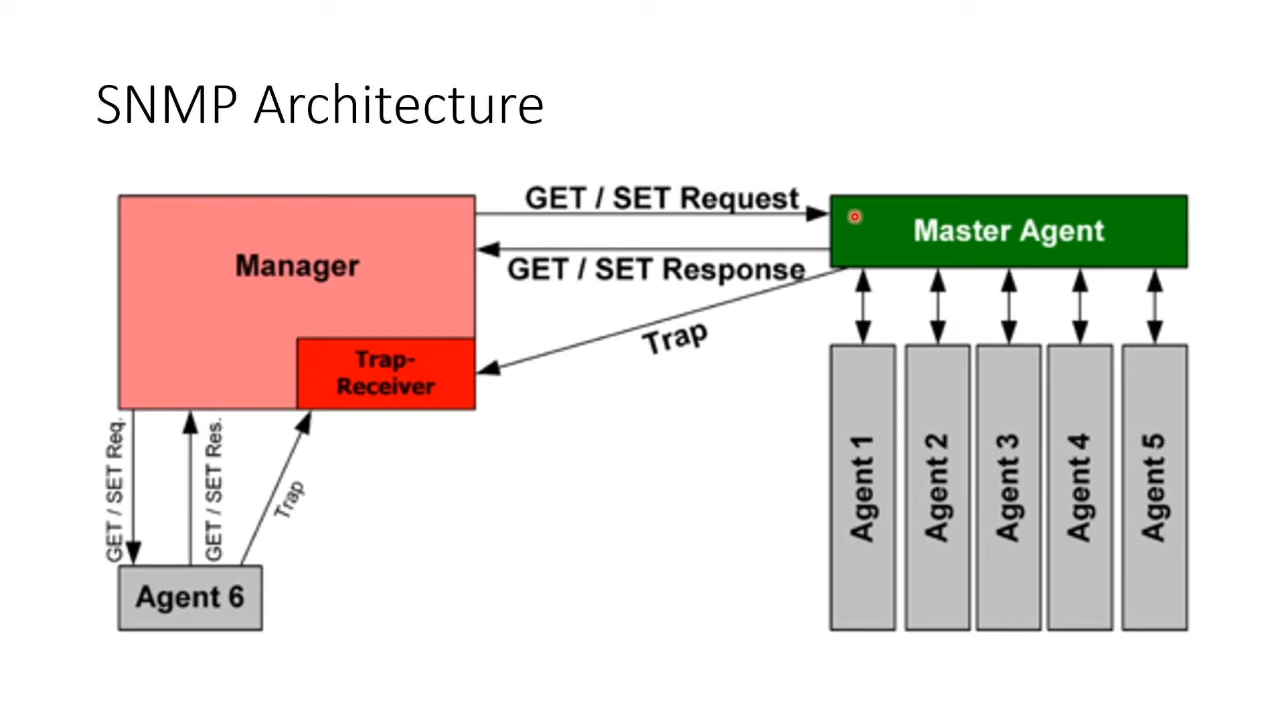 SNMP Architecture
GET / SET Request
Manager
Master Agent
GET / SET Response
Trap
Trap-
Receiver
GET / SET Req.
GET / SET Res.
Trap
Agent 6
Agent 1
Agent 2
Agent 3
Agent 4
Agent 5